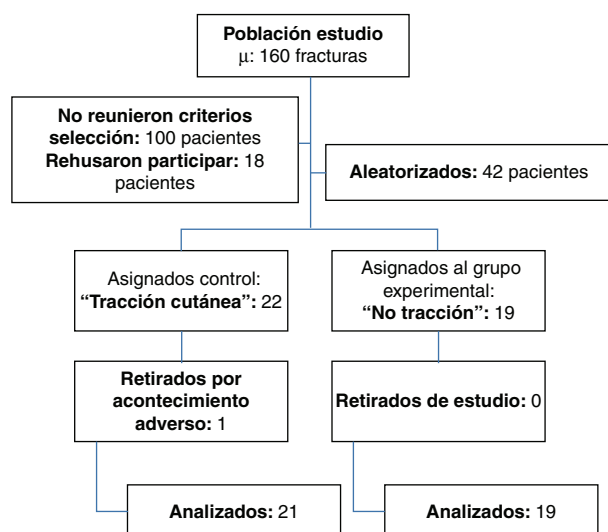 Población estudio
μ: 160 fracturas
No reunieron criterios
selección: 100 pacientes
Rehusaron participar: 18
pacientes
Aleatorizados: 42 pacientes
Asignados control:
“Tracción cutánea”: 22
Asignados al grupo
experimental:
“No tracción”: 19
Retirados por
acontecimiento
adverso: 1
Retirados de estudio: 0
Analizados: 21
Analizados: 19